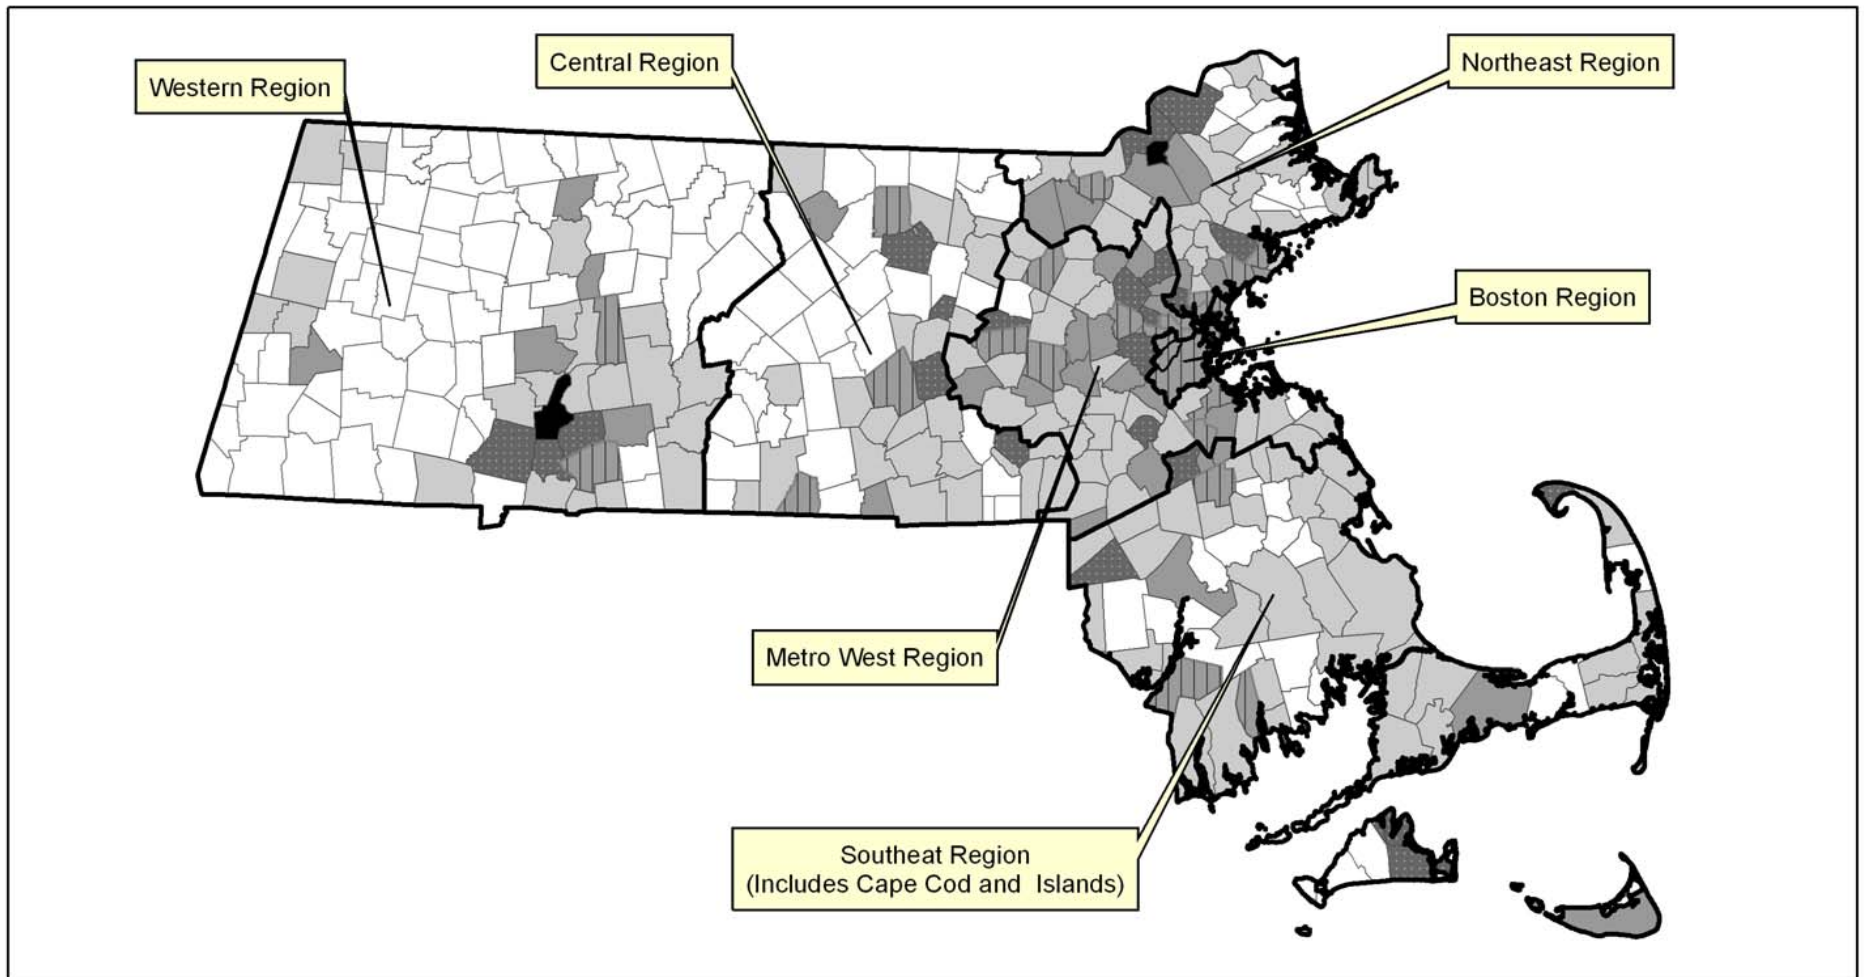 Western Region
Central Region
Northeast Region
Boston Region
Metro West Region
Southeat Region
(Includes Cape Cod and Islands)